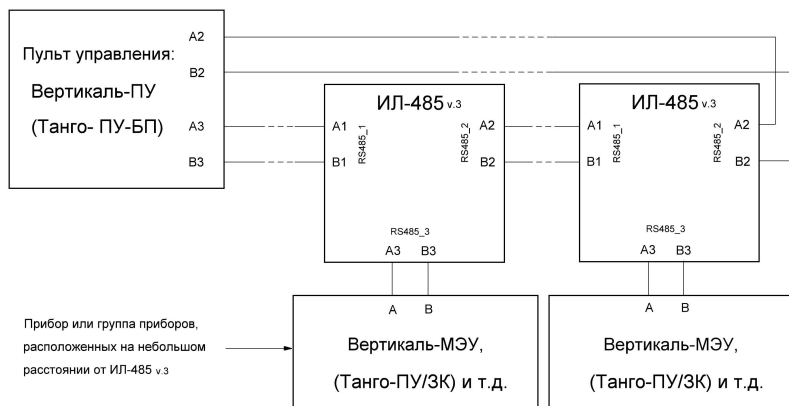 Пульт управления:
Вертикаль-ПУ
(Танго- ПУ-БП)
A2
B2
A3
B3
ИЛ-485 v.3
A1
B1
RS485_1
RS485_2
A2
B2
RS485_3
A3 B3
ИЛ-485 v.3
A1
B1
RS485_1
RS485_2
A2
B2
RS485_3
A3 B3
Прибор или группа приборов,
расположенных на небольшом
расстоянии от ИЛ-485 v.3
A B
Вертикаль-МЭУ,
(Танго-ПУ/ЗК) и т.д.
A B
Вертикаль-МЭУ,
(Танго-ПУ/ЗК) и т.д.